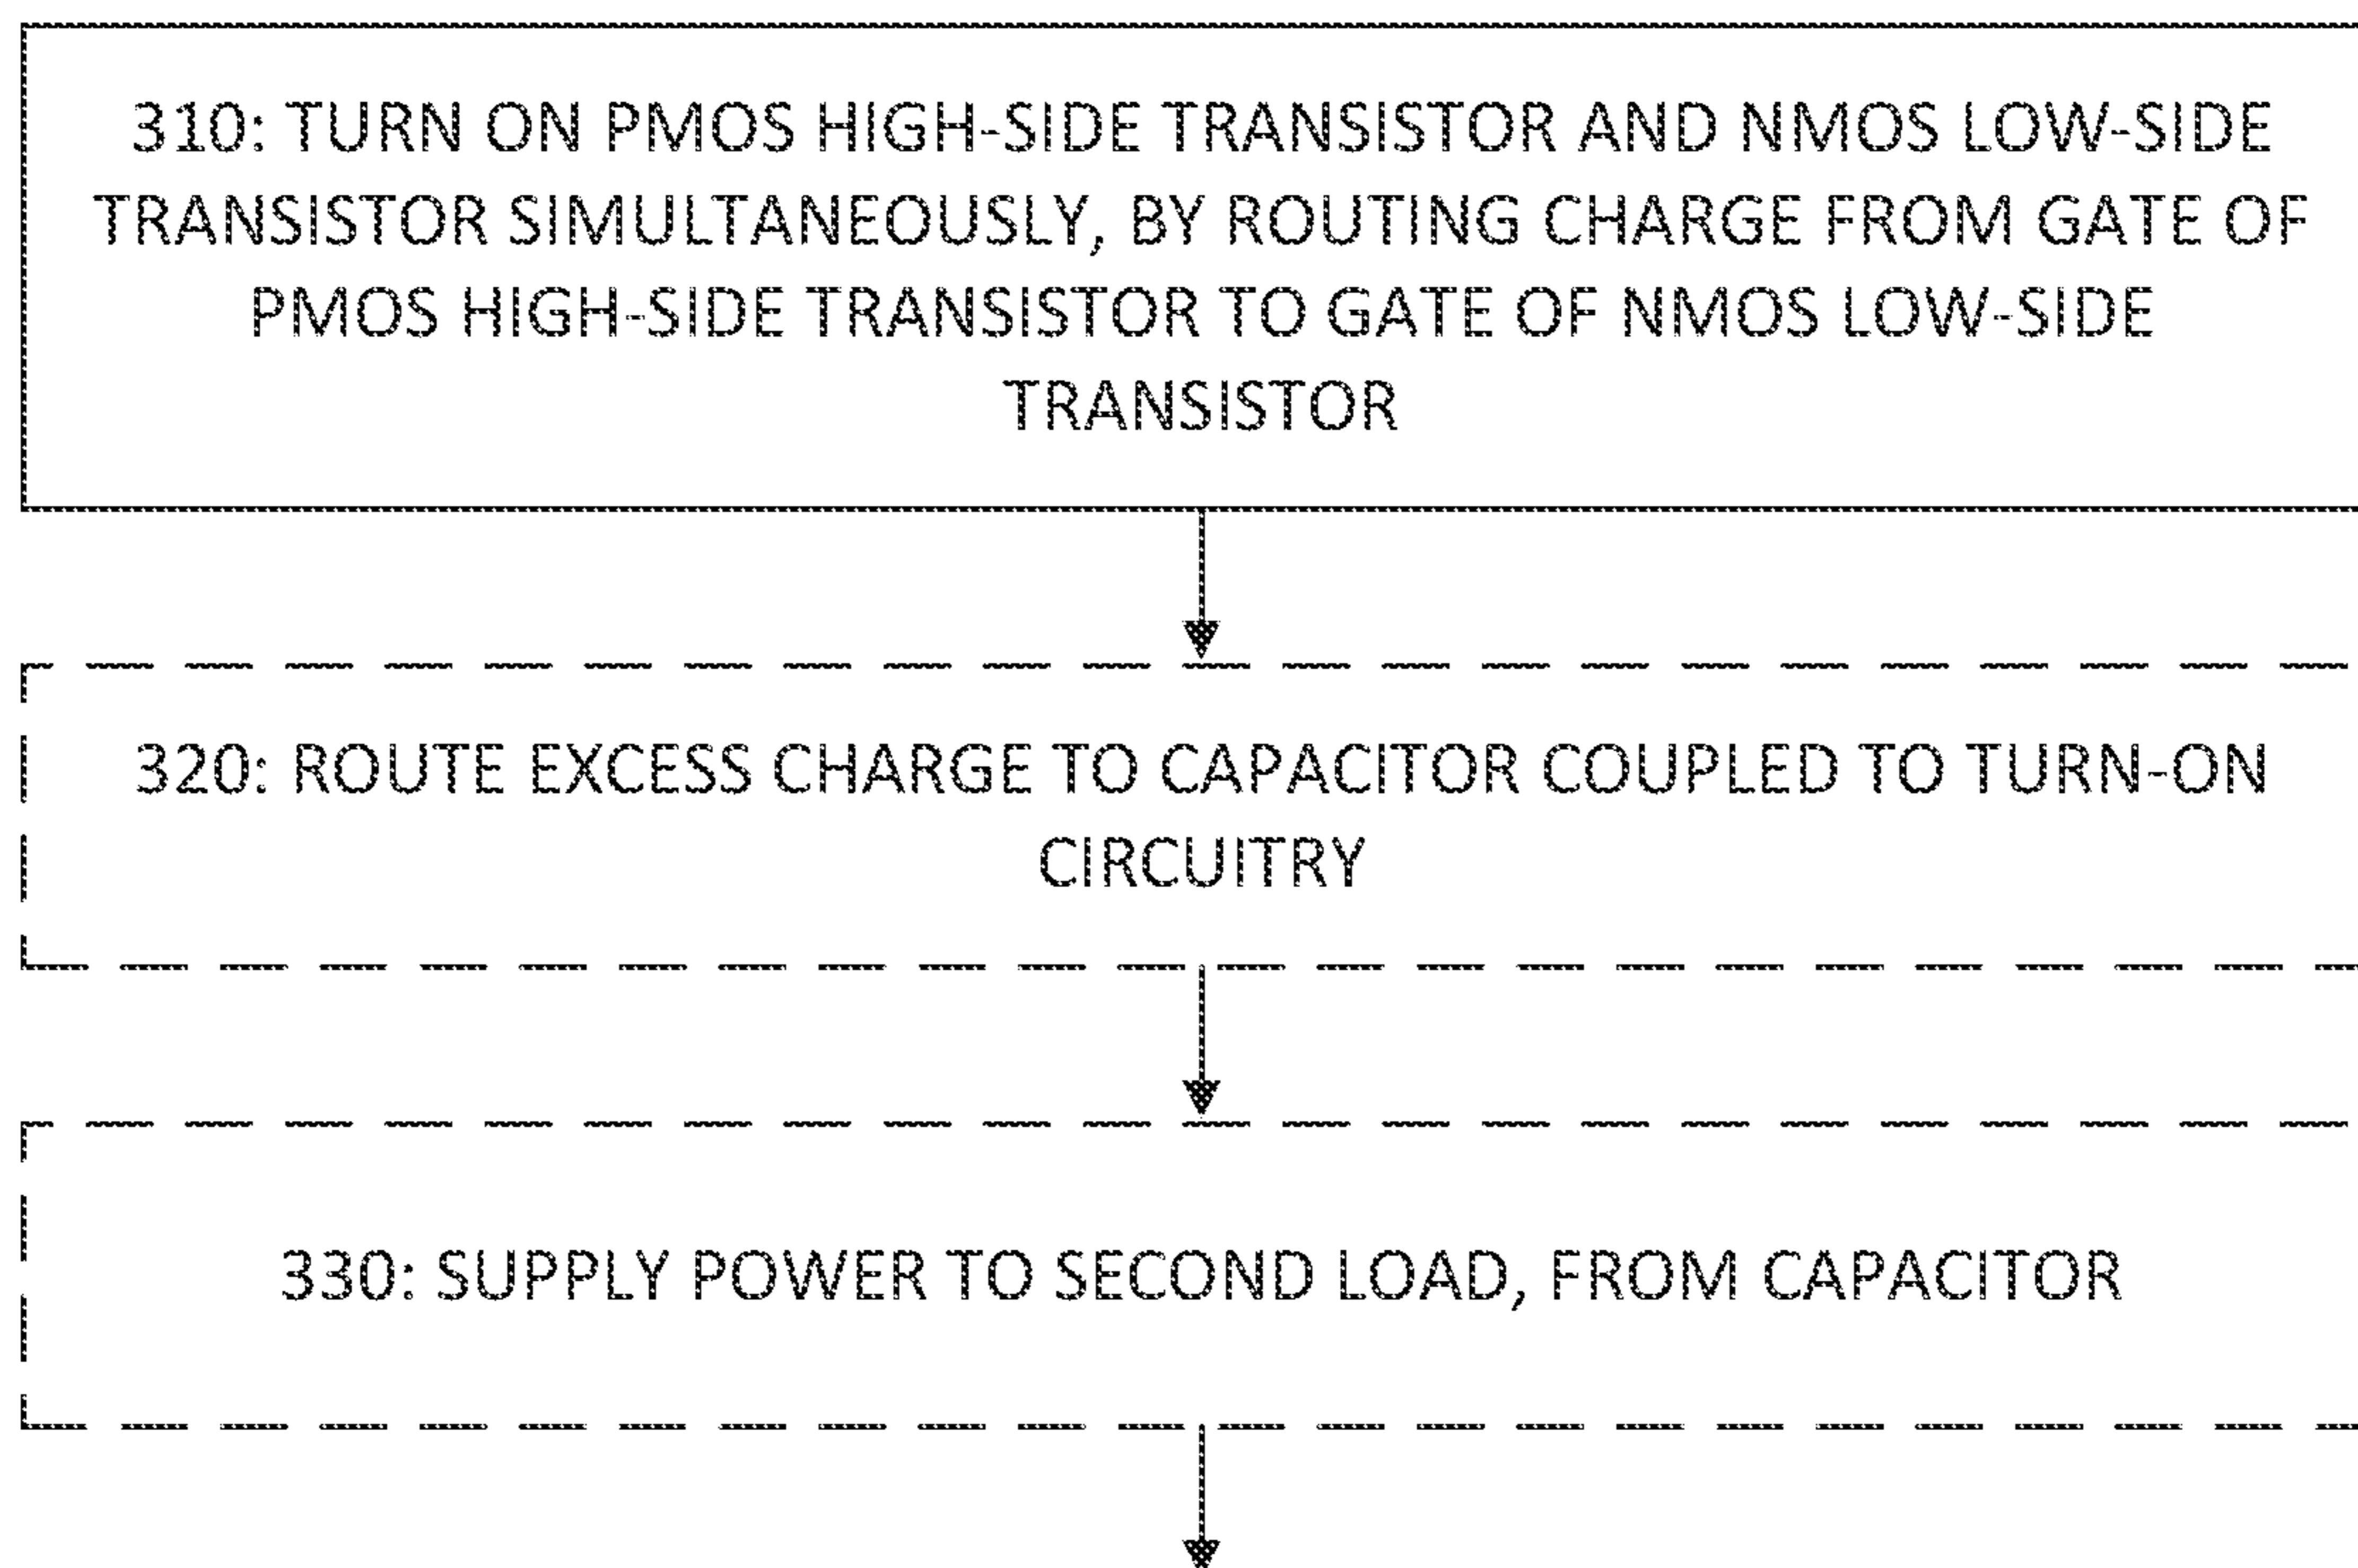 310: TURN ON PMOS HIGH-SIDE TRANSISTOR AND NMOS LOW-SIDE
TRANSISTOR SIMULTANEOUSLY, BY ROUTING CHARGE FROM GATE OF
PMOS HIGH-SIDE TRANSISTOR TO GATE OF NMOS LOW-SIDE
TRANSISTOR
320: ROUTE EXCESS CHARGE TO CAPACITOR COUPLED TO TURN-ON
CIRCUITRY
330: SUPPLY POWER TO SECOND LOAD, FROM CAPACITOR